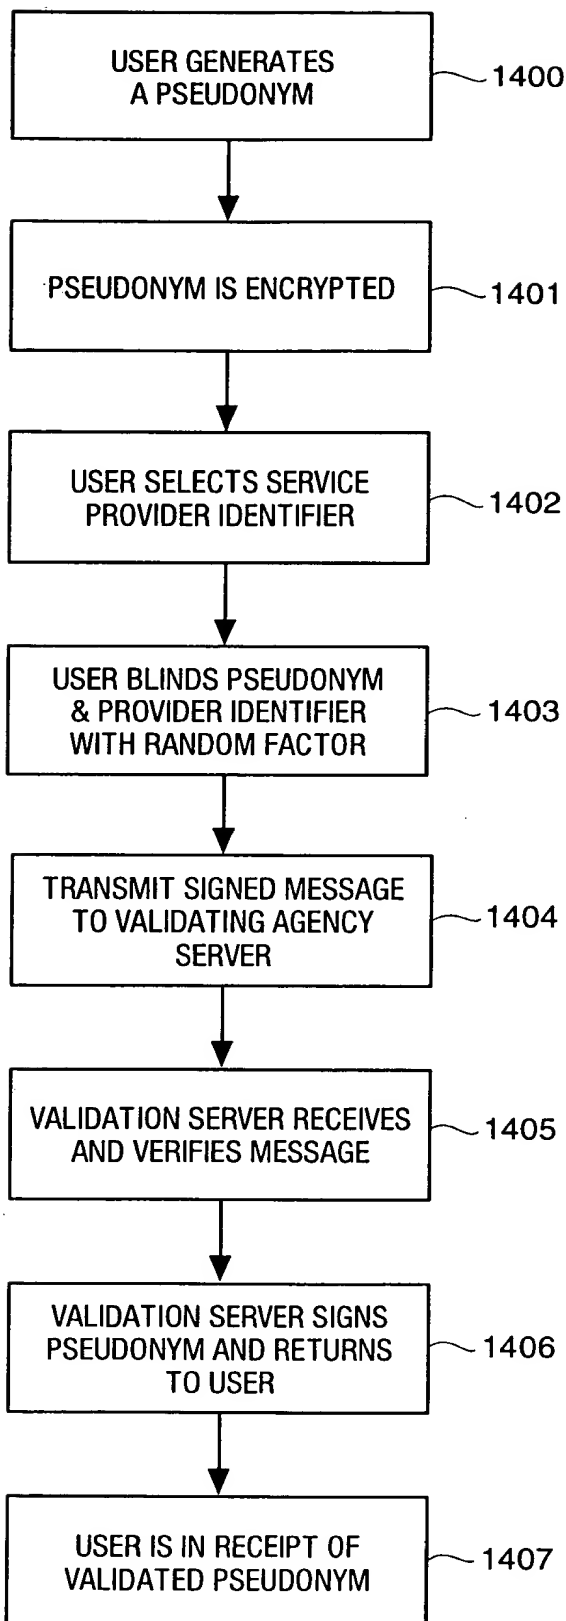 USER GENERATES
A PSEUDONYM
1400
PSEUDONYM IS ENCRYPTED
1401
USER SELECTS SERVICE
PROVIDER IDENTIFIER
1402
USER BLINDS PSEUDONYM
& PROVIDER IDENTIFIER
WITH RANDOM FACTOR
1403
TRANSMIT SIGNED MESSAGE
TO VALIDATING AGENCY
SERVER
1404
VALIDATION SERVER RECEIVES
AND VERIFIES MESSAGE
1405
VALIDATION SERVER SIGNS
PSEUDONYM AND RETURNS
TO USER
1406
USER IS IN RECEIPT OF
VALIDATED PSEUDONYM
1407